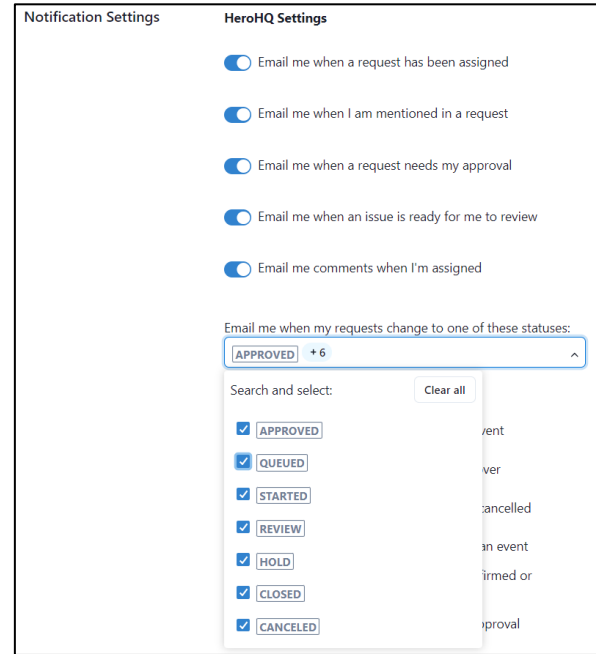 Notification Settings
HeroHQ Settings
Email me when a request has been assigned
Email me when I am mentioned in a request
Email me when a request needs my approval
Email me when an issue is ready for me to review
Email me comments when I'm assigned
Email me when my requests change to one of these statuses:
APPROVED + 6
Search and select: Clear all
APPROVED
QUEUED
STARTED
REVIEW
HOLD
CLOSED
CANCELED
an event